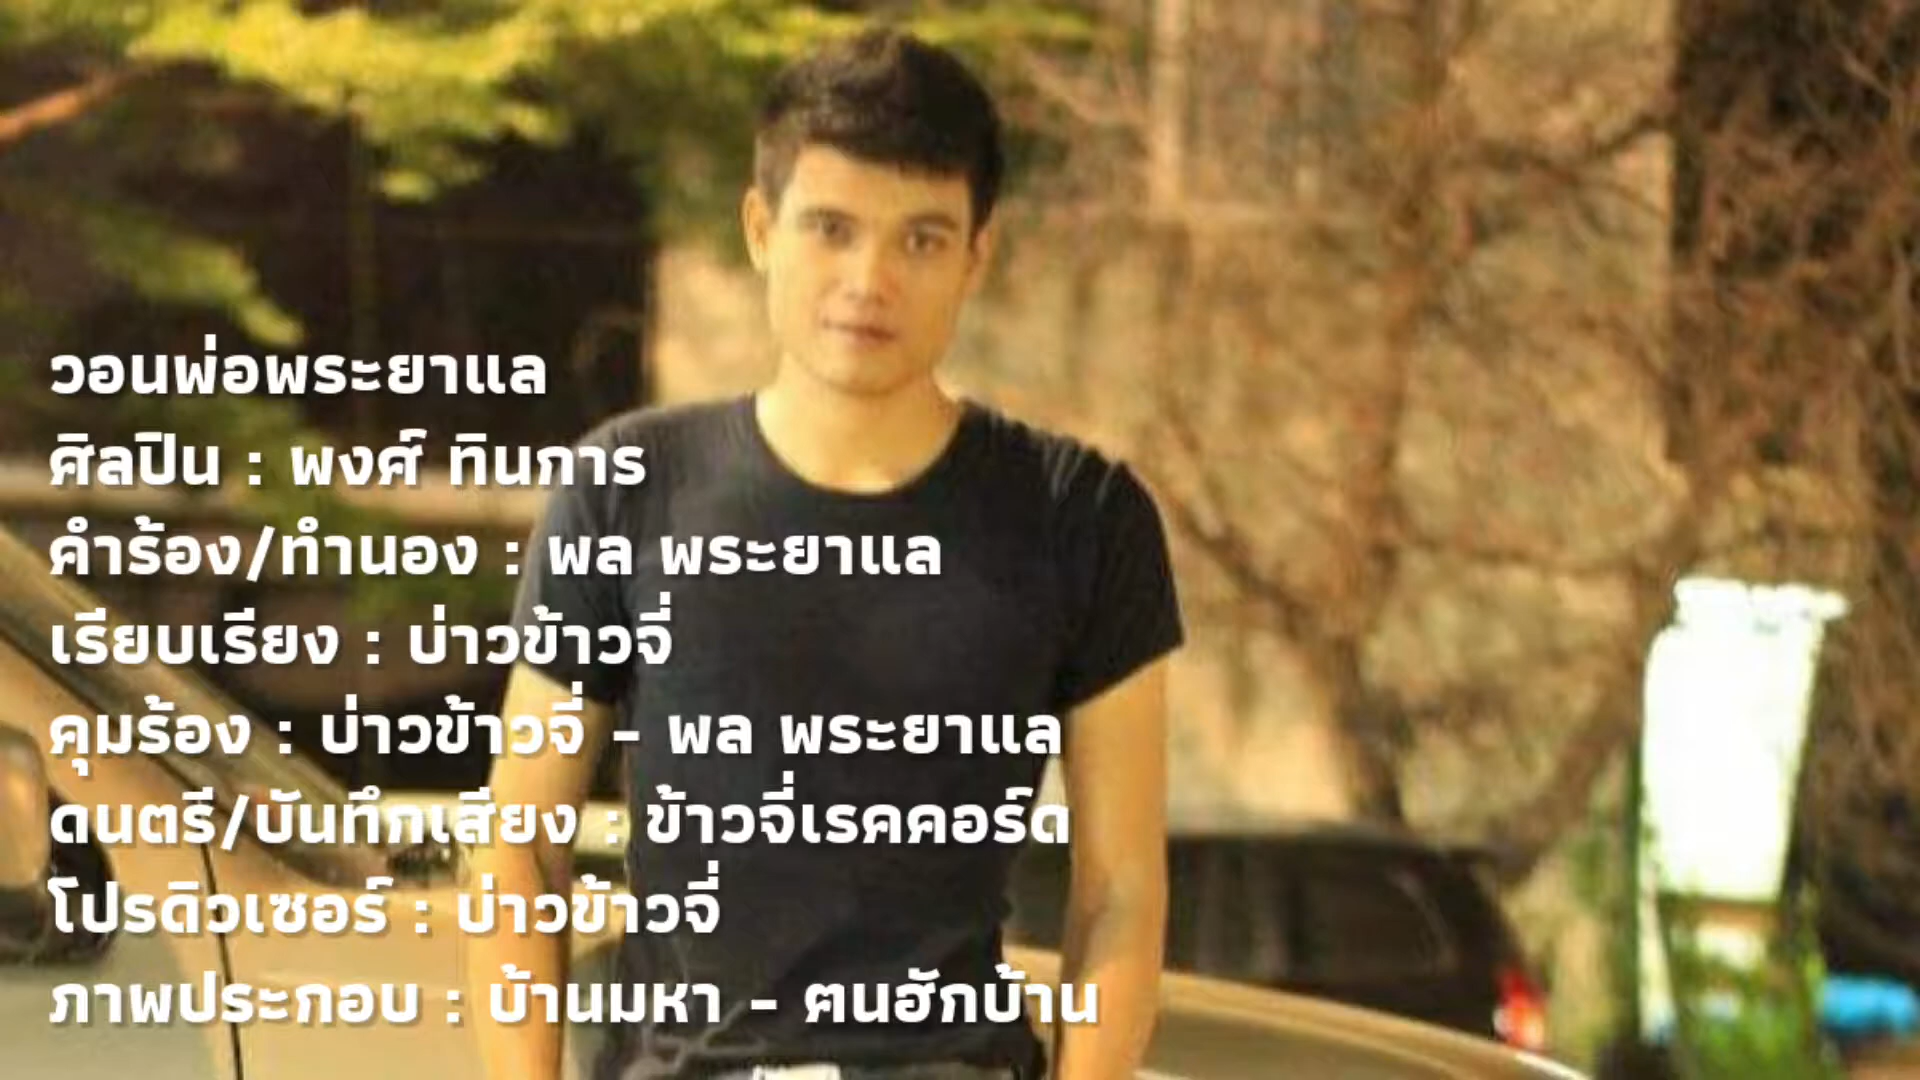 วอนพ่อพระยาแล
ศิลปิน : พงศ์ ทินการ
คำร้อง/ทำนอง : พล พระยาแล
เรียบเรียง : บ่าวข้าวจี่
คุมร้อง : บ่าวข้าวจี่ - พล พระยาแล
ดนตรี/บันทึกเสียง : ข้าวจี่เรคคอร์ด
โปรดิวเซอร์ : บ่าวข้าวจี่
ภาพประกอบ : บ้านมหา - ฅนฮักบ้าน